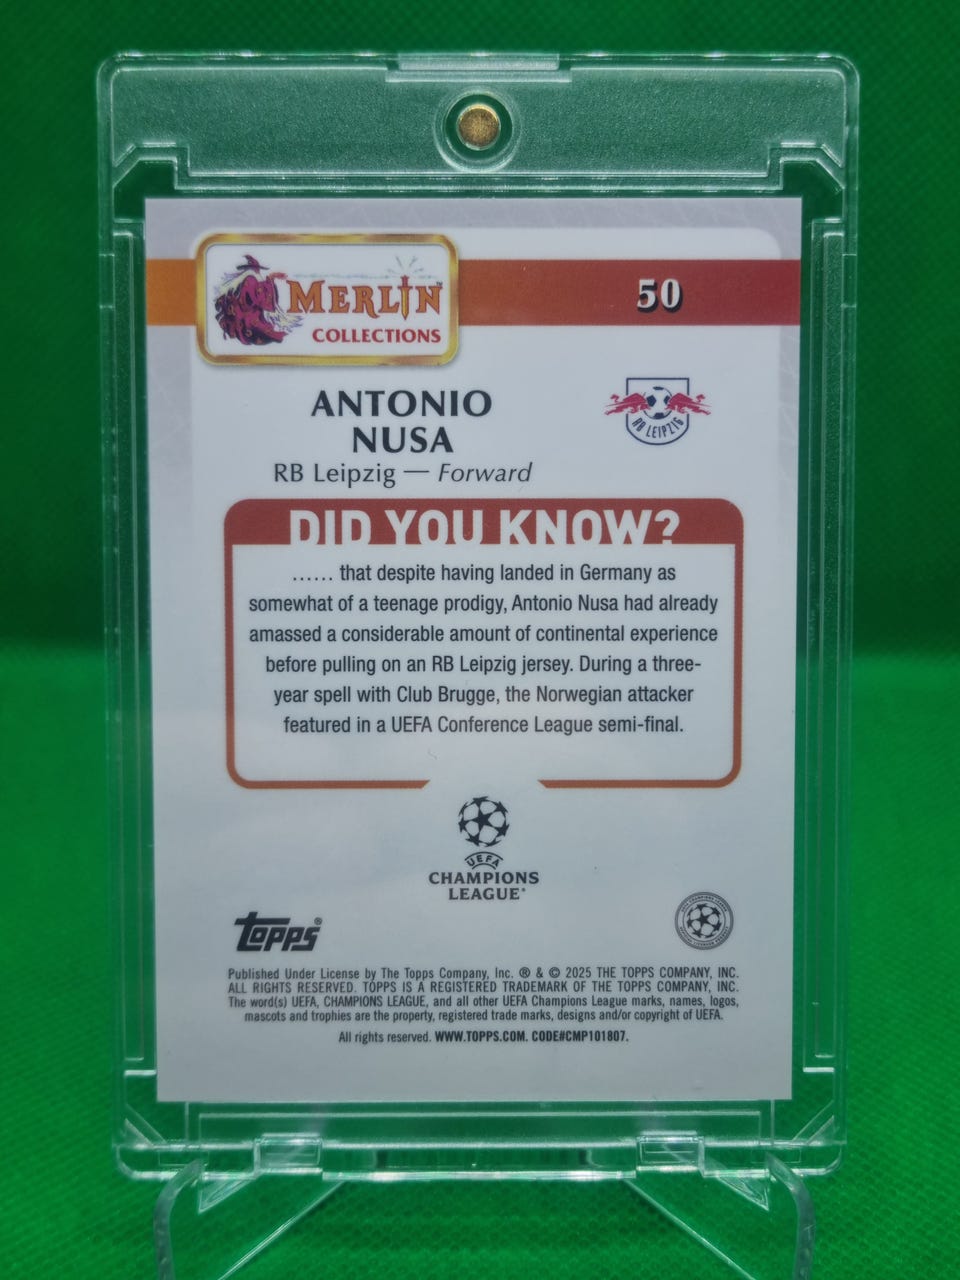 MERLIN™
COLLECTIONS
50
ANTONIO
NUSA
RB Leipzig — Forward
RB LEIPZIG
DID YOU KNOW?
...... that despite having landed in Germany as
somewhat of a teenage prodigy, Antonio Nusa had already
amassed a considerable amount of continental experience
before pulling on an RB Leipzig jersey. During a three-
year spell with Club Brugge, the Norwegian attacker
featured in a UEFA Conference League semi-final.
UEFA
CHAMPIONS
LEAGUE®
topps®
Published Under License by The Topps Company, Inc. ® & © 2025 THE TOPPS COMPANY, INC.
ALL RIGHTS RESERVED. TOPPS IS A REGISTERED TRADEMARK OF THE TOPPS COMPANY, INC.
The word(s) UEFA, CHAMPIONS LEAGUE, and all other UEFA Champions League marks, names, logos,
mascots and trophies are the property, registered trade marks, designs and/or copyright of UEFA.
All rights reserved. WWW.TOPPS.COM. CODE#CMP101807.